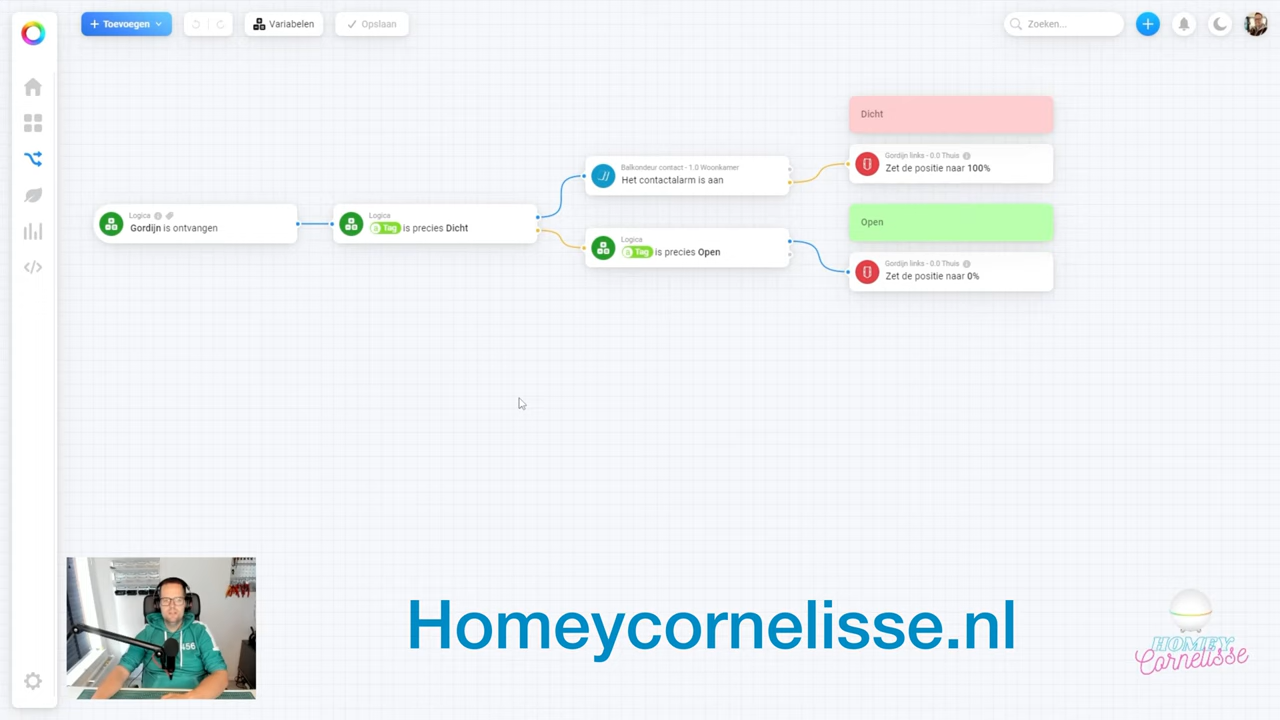 Toevoegen
Variabelen
Opslaan
Zoeken...
Dicht
Gordijn links - 0.0 Thuis
Zet de positie naar 100%
Balkondeur contact - 1.0 Woonkamer
Het contactalarm is aan
Logica
Gordijn is ontvangen
Logica
Tag is precies Dicht
Open
Logica
Tag is precies Open
Gordijn links - 0.0 Thuis
Zet de positie naar 0%
456
Homeycornelisse.nl
HOMEY
Cornelisse